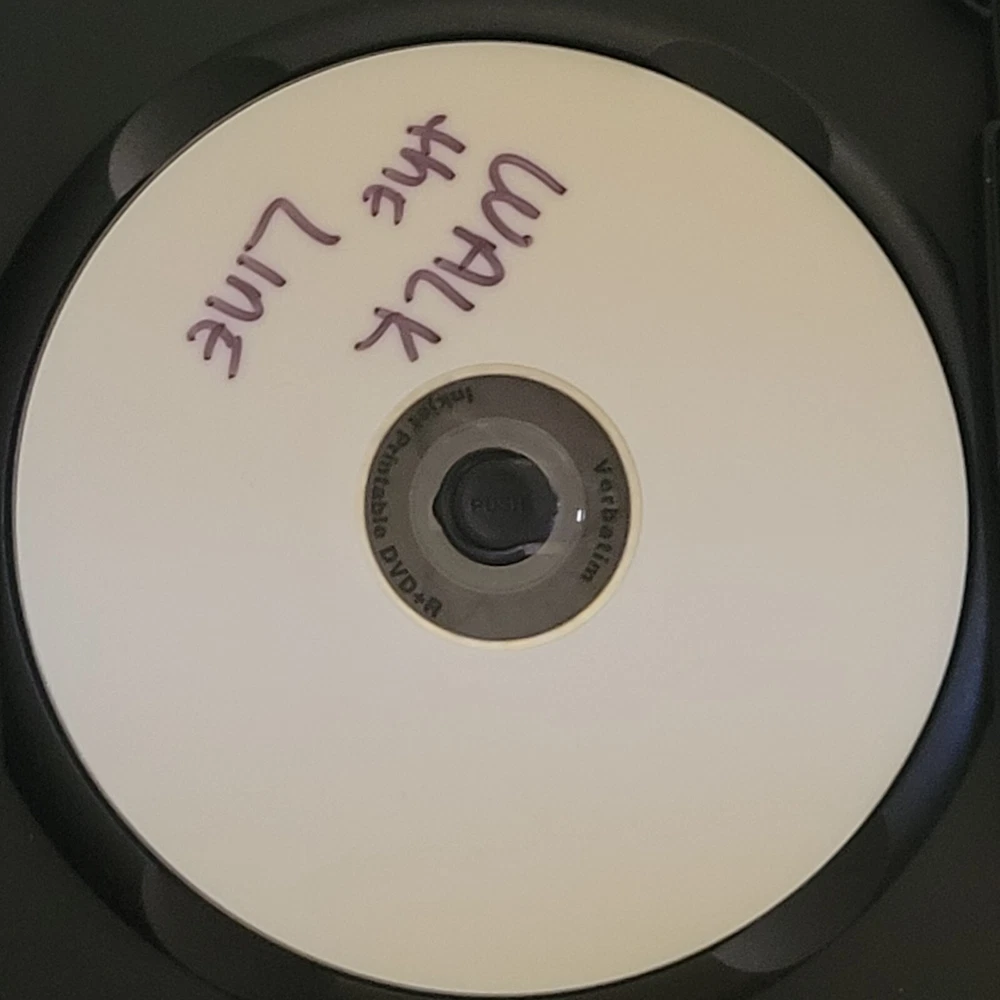 WALK
the
LINE
Verbatim
Inkjet Printable DVD+R
PUSH